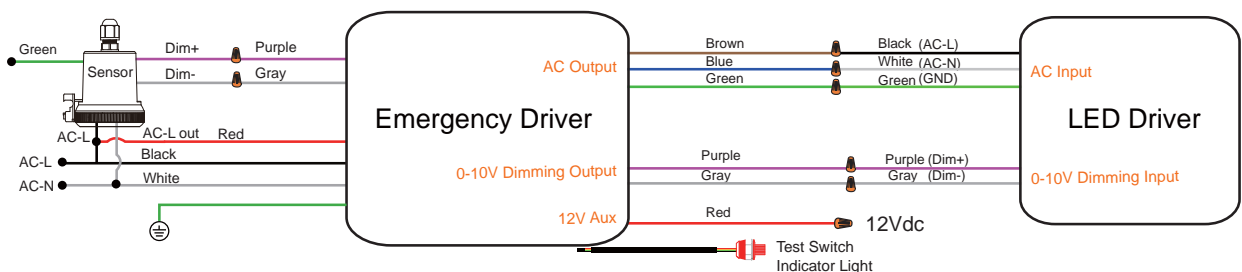 Green
Sensor
Dim+
Purple
Dim-
Gray
AC-L
AC-L out
Red
AC-L
Black
AC-N
White
Emergency Driver
AC Output
0-10V Dimming Output
12V Aux
Brown
Black (AC-L)
Blue
White (AC-N)
Green
Green (GND)
Purple
Purple (Dim+)
Gray
Gray (Dim-)
Red
12Vdc
Test Switch
Indicator Light
AC Input
LED Driver
0-10V Dimming Input